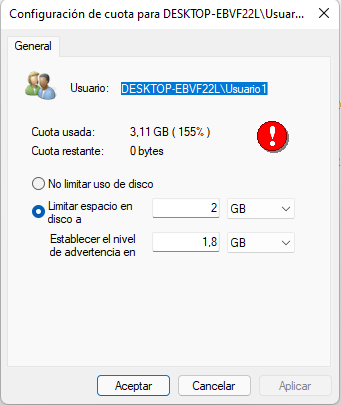 Configuración de cuota para DESKTOP-EBVF22L\Usuar...
General
Usuario: DESKTOP-EBVF22L\Usuario1
Cuota usada: 3,11 GB ( 155% )
Cuota restante: 0 bytes
No limitar uso de disco
Limitar espacio en
disco a 2 GB
Establecer el nivel
de advertencia en 1,8 GB
Aceptar Cancelar Aplicar